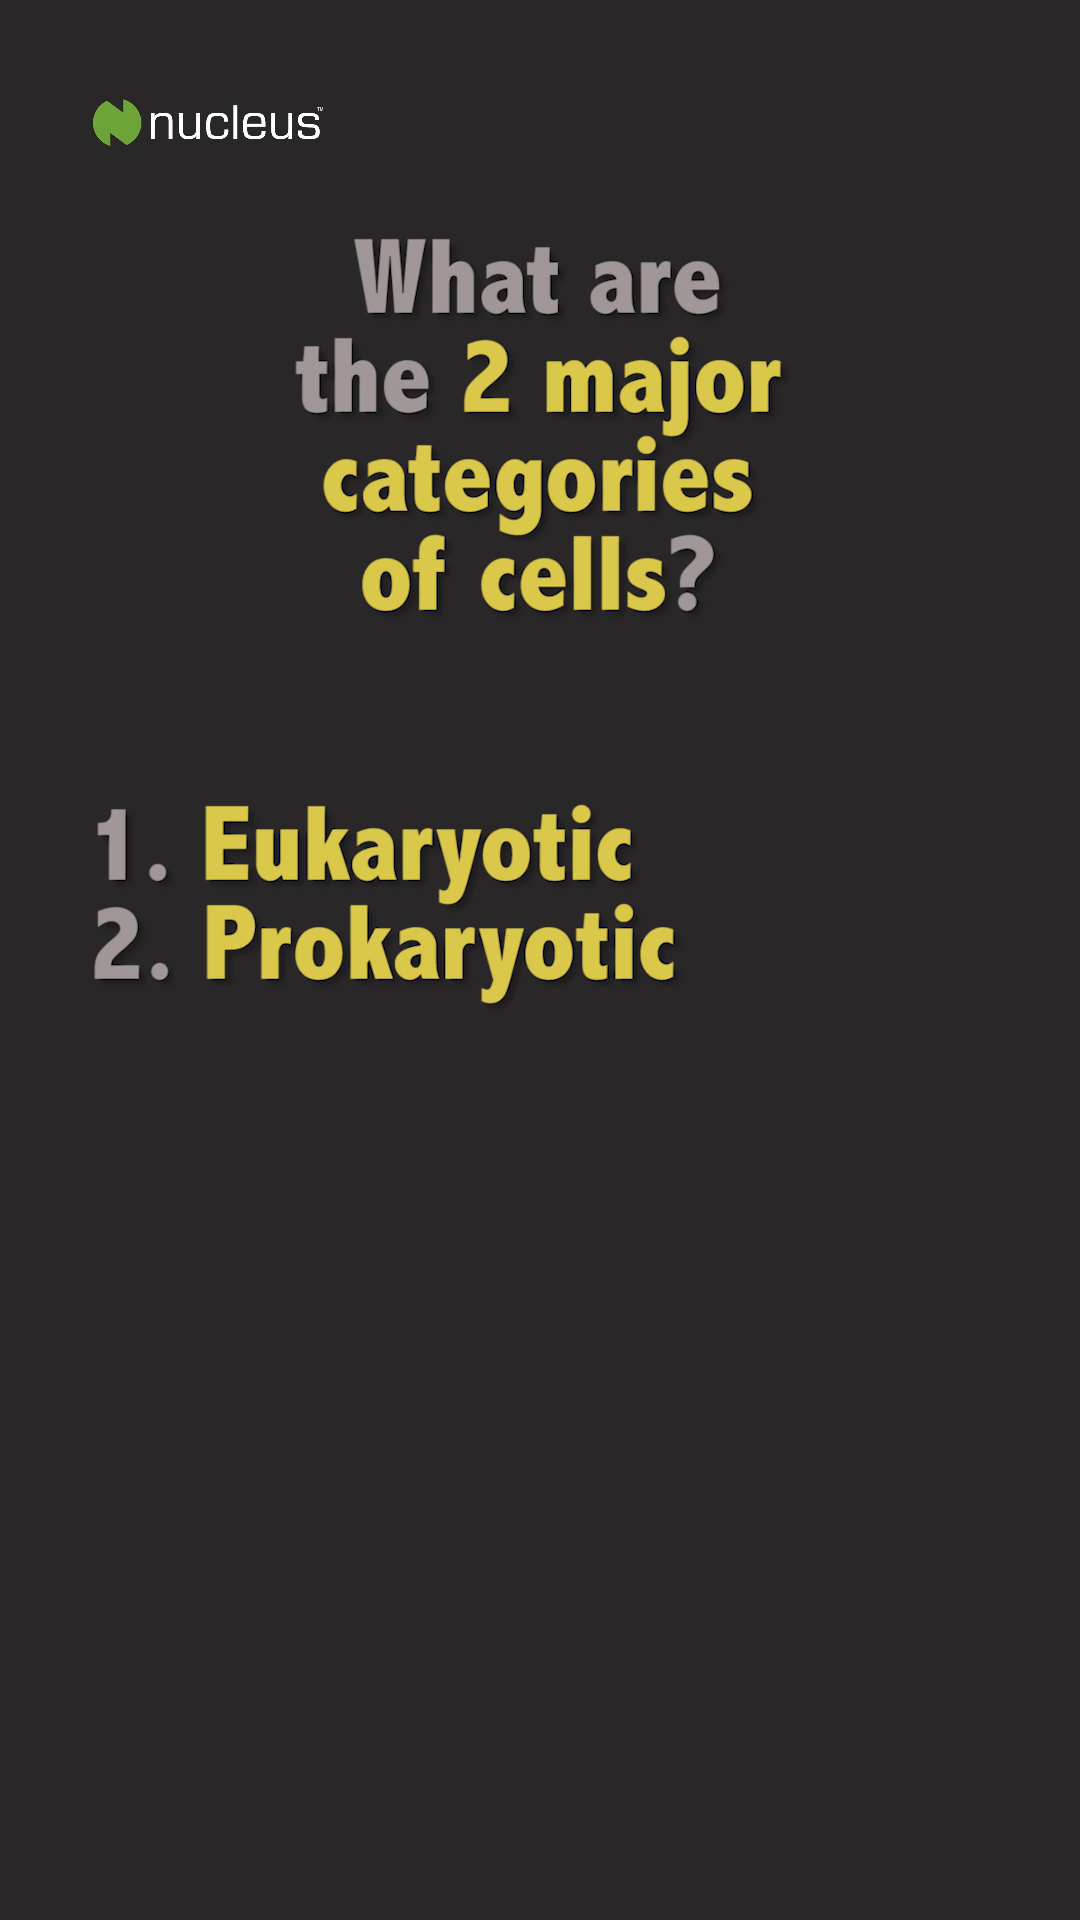 nucleus™
What are
the 2 major
categories
of cells?
1. Eukaryotic
2. Prokaryotic